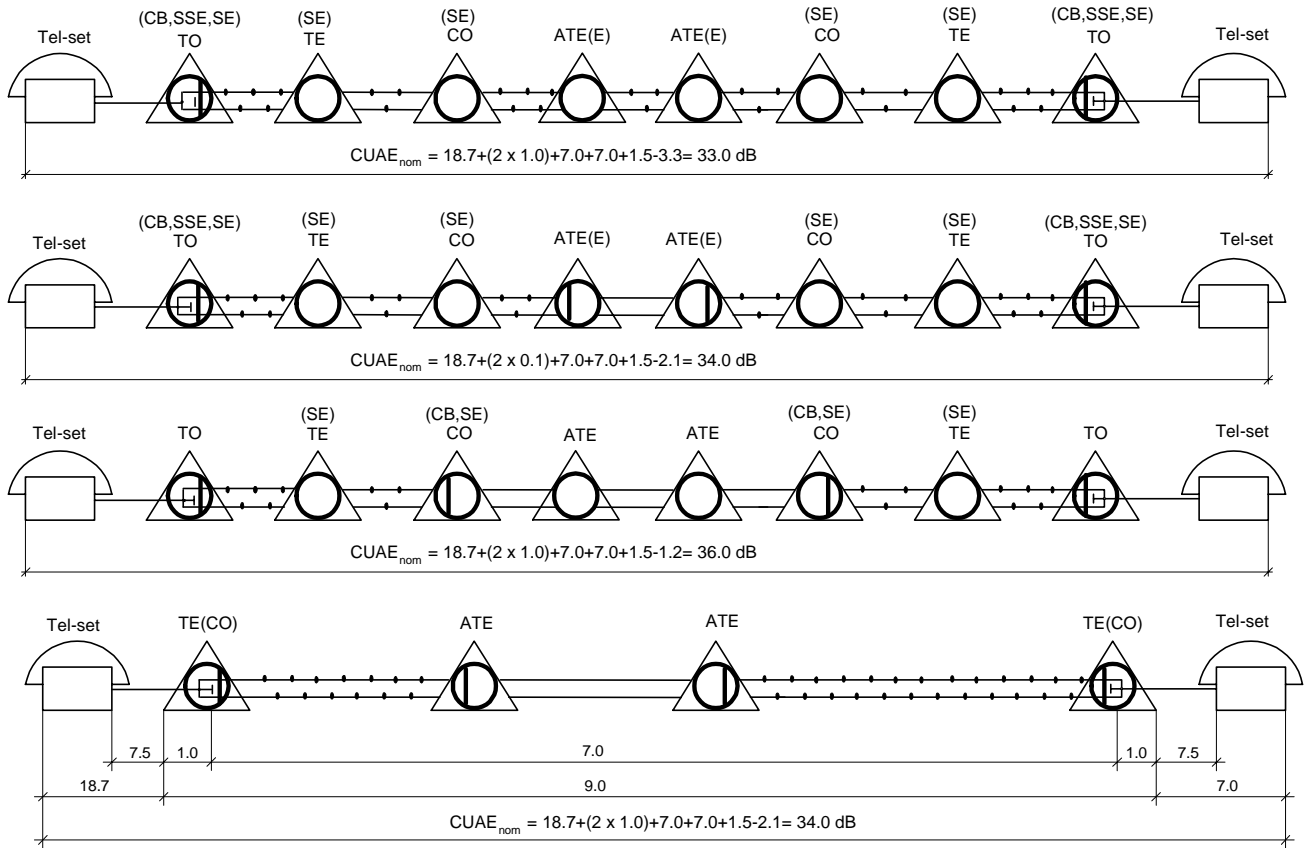 (CB,SSE,SE) (SE) (SE) ATE(E) ATE(E) (SE) (SE) (CB,SSE,SE)
Tel-set TO TE CO CO TE TO Tel-set
CUAEnom = 18.7+(2 x 1.0)+7.0+7.0+1.5-3.3= 33.0 dB
(CB,SSE,SE) (SE) (SE) ATE(E) ATE(E) (SE) (SE) (CB,SSE,SE)
Tel-set TO TE CO CO TE TO Tel-set
CUAEnom = 18.7+(2 x 0.1)+7.0+7.0+1.5-2.1= 34.0 dB
(SE) (CB,SE) (CB,SE) (SE)
Tel-set TO TE CO ATE ATE CO TE TO Tel-set
CUAEnom = 18.7+(2 x 1.0)+7.0+7.0+1.5-1.2= 36.0 dB
Tel-set TE(CO) ATE ATE TE(CO) Tel-set
7.5 1.0 7.0 1.0 7.5
18.7 9.0 7.0
CUAEnom = 18.7+(2 x 1.0)+7.0+7.0+1.5-2.1= 34.0 dB